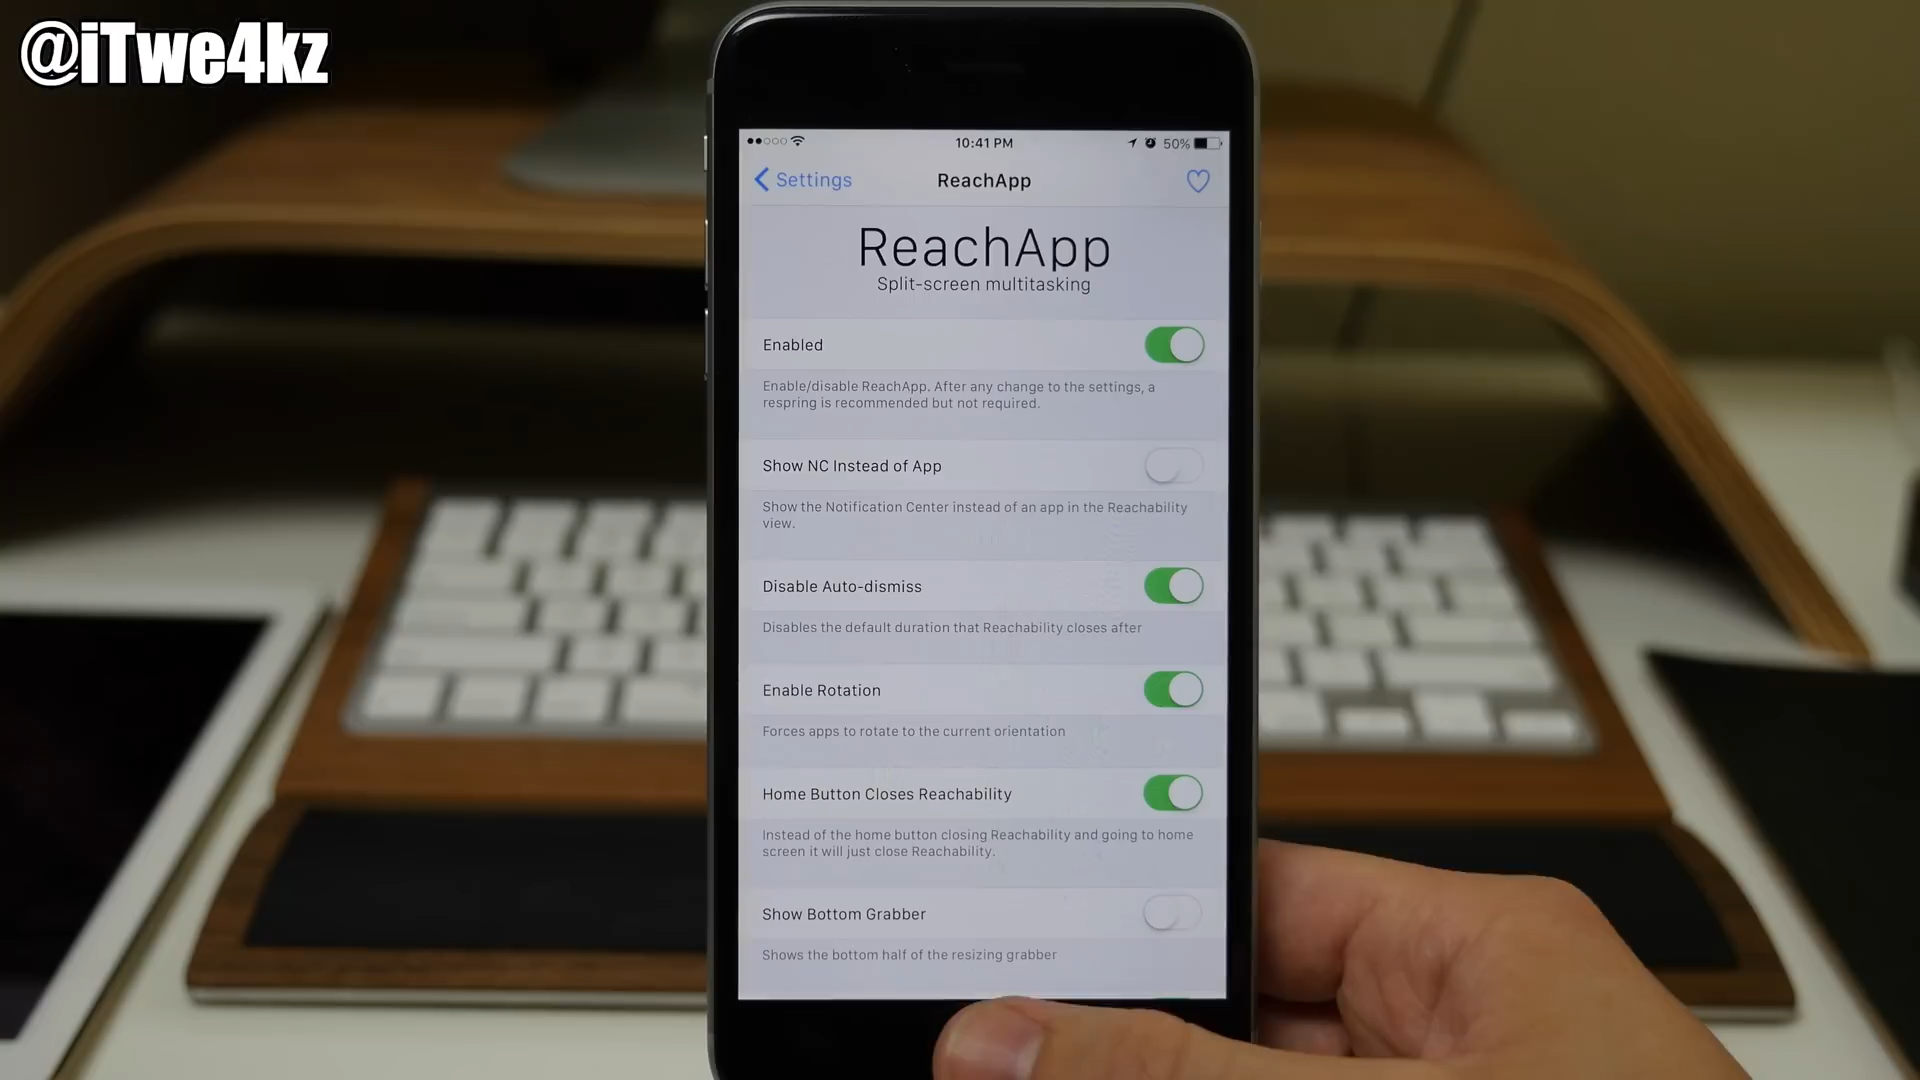 @iTwe4kz
10:41 PM
50%
Settings
ReachApp
ReachApp
Split-screen multitasking
Enabled
Enable/disable ReachApp. After any change to the settings, a
respring is recommended but not required.
Show NC Instead of App
Show the Notification Center instead of an app in the Reachability
view.
Disable Auto-dismiss
Disables the default duration that Reachability closes after
Enable Rotation
Forces apps to rotate to the current orientation
Home Button Closes Reachability
Instead of the home button closing Reachability and going to home
screen it will just close Reachability.
Show Bottom Grabber
Shows the bottom half of the resizing grabber